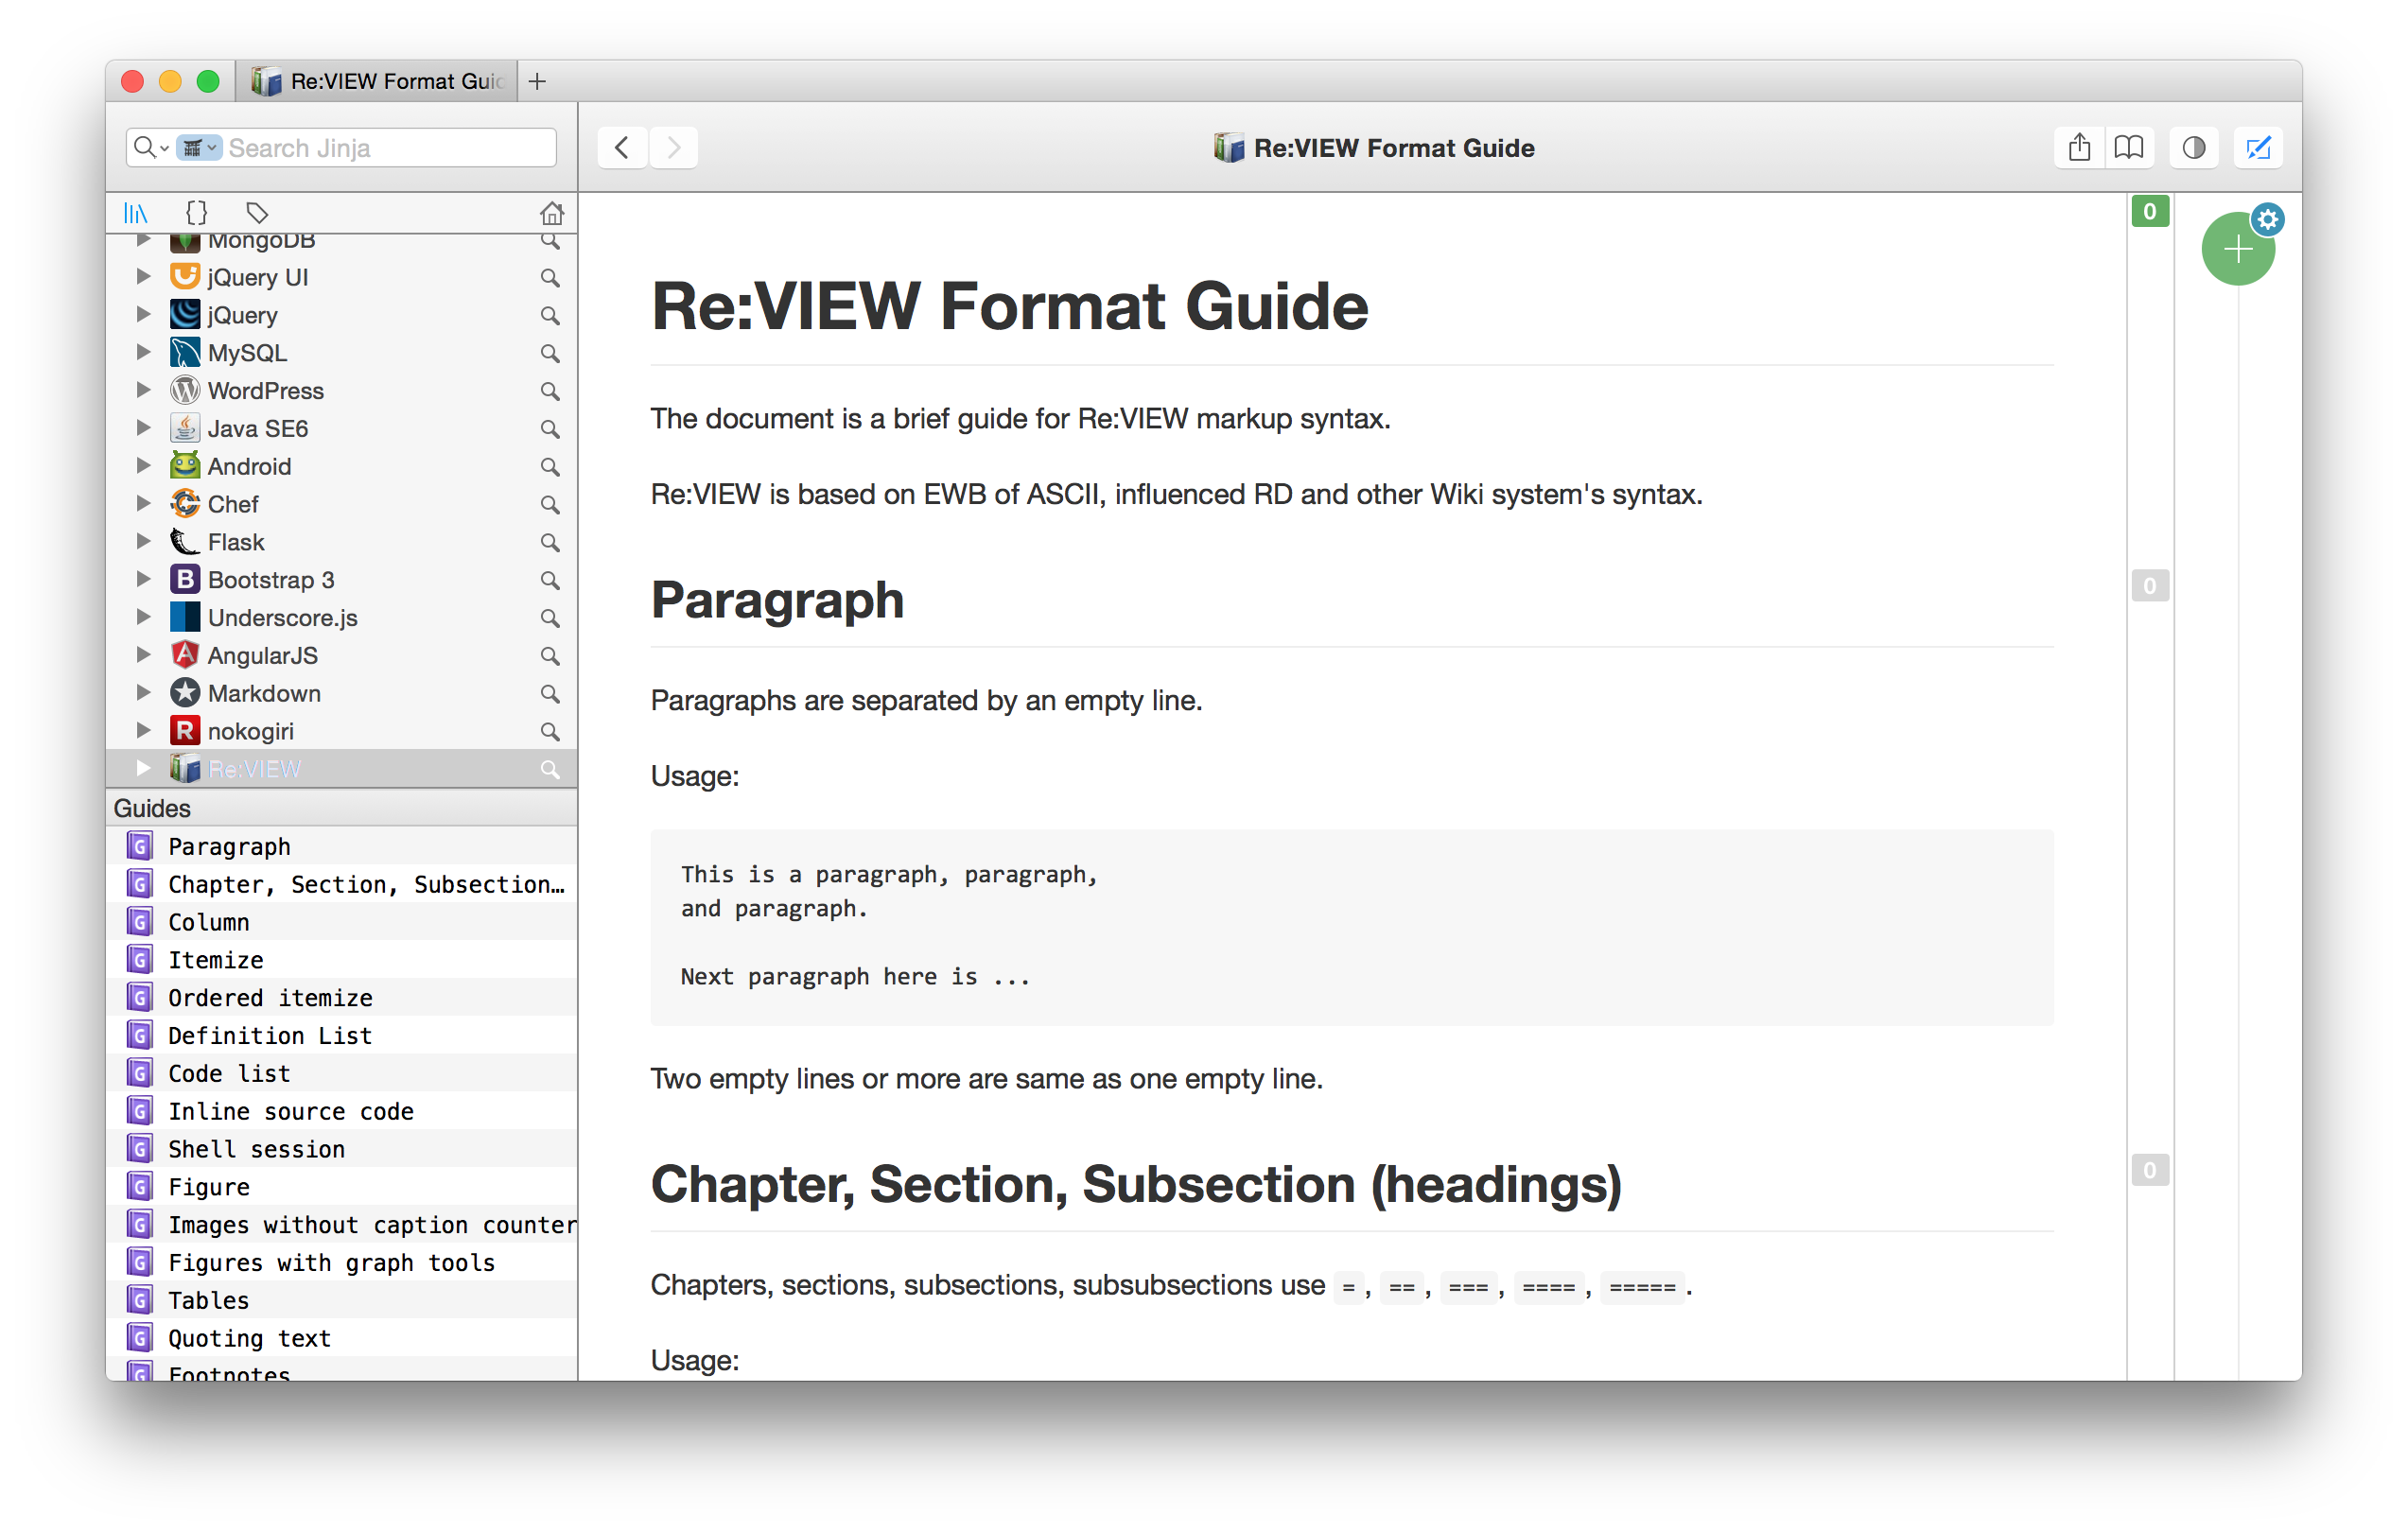 Re:VIEW Format Guid
Search Jinja
Re:VIEW Format Guide
MongoDB
jQuery UI
jQuery
MySQL
WordPress
Java SE6
Android
Chef
Flask
Bootstrap 3
Underscore.js
AngularJS
Markdown
nokogiri
Re:VIEW
Guides
Paragraph
Chapter, Section, Subsection…
Column
Itemize
Ordered itemize
Definition List
Code list
Inline source code
Shell session
Figure
Images without caption counter
Figures with graph tools
Tables
Quoting text
Footnotes
Re:VIEW Format Guide
The document is a brief guide for Re:VIEW markup syntax.
Re:VIEW is based on EWB of ASCII, influenced RD and other Wiki system's syntax.
Paragraph
Paragraphs are separated by an empty line.
Usage:
This is a paragraph, paragraph,
and paragraph.
Next paragraph here is ...
Two empty lines or more are same as one empty line.
Chapter, Section, Subsection (headings)
Chapters, sections, subsections, subsubsections use =, ==, ===, ====, =====.
Usage:
0
0
0